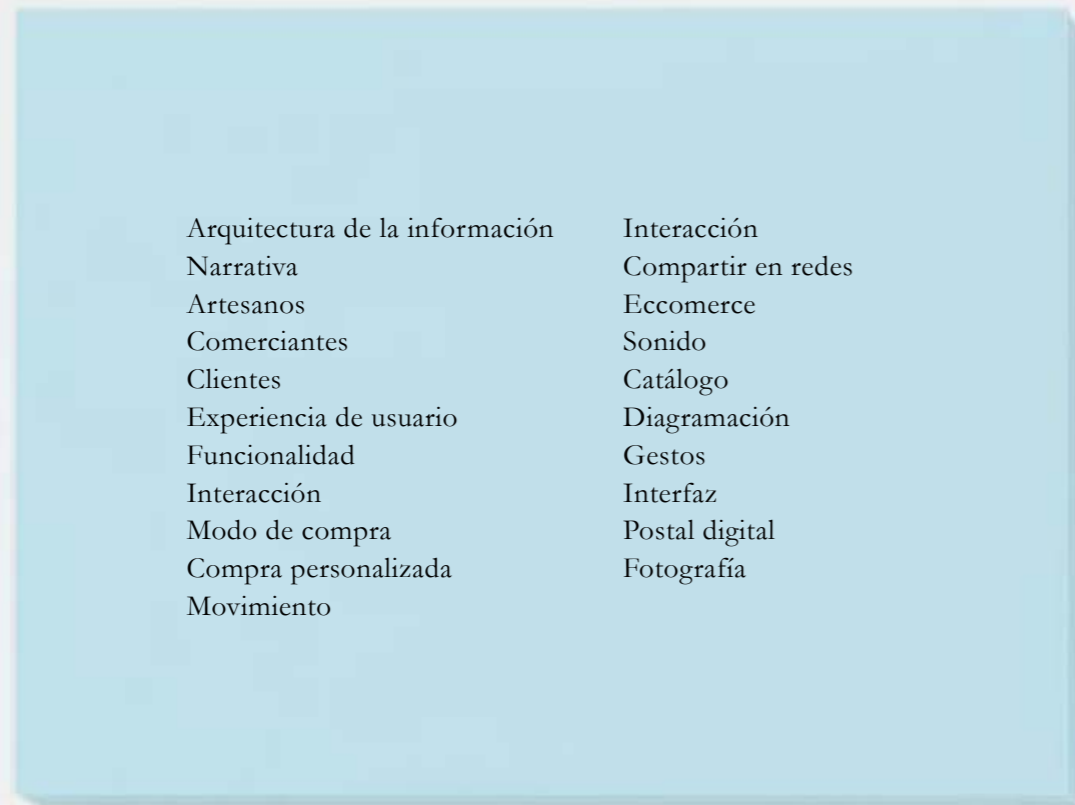 Arquitectura de la información
Narrativa
Artesanos
Comerciantes
Clientes
Experiencia de usuario
Funcionalidad
Interacción
Modo de compra
Compra personalizada
Movimiento
Interacción
Compartir en redes
Eccomerce
Sonido
Catálogo
Diagramación
Gestos
Interfaz
Postal digital
Fotografía